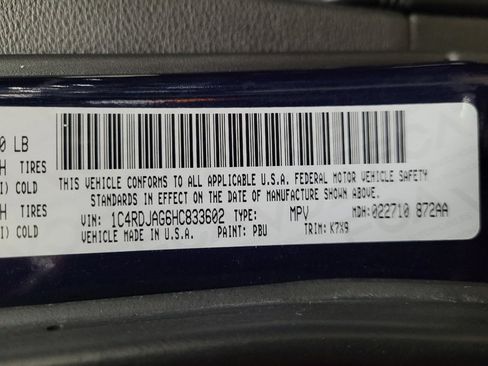 0 LB
H TIRES
I) COLD
H TIRES
I) COLD
THIS VEHICLE CONFORMS TO ALL APPLICABLE U.S.A. FEDERAL MOTOR VEHICLE SAFETY
STANDARDS IN EFFECT ON THE DATE OF MANUFACTURE SHOWN ABOVE.
VIN: 1C4RDJAG6HC833602 TYPE: MPV MDH: 022710 872AA
VEHICLE MADE IN U.S.A. PAINT: PBU TRIM: K7X9